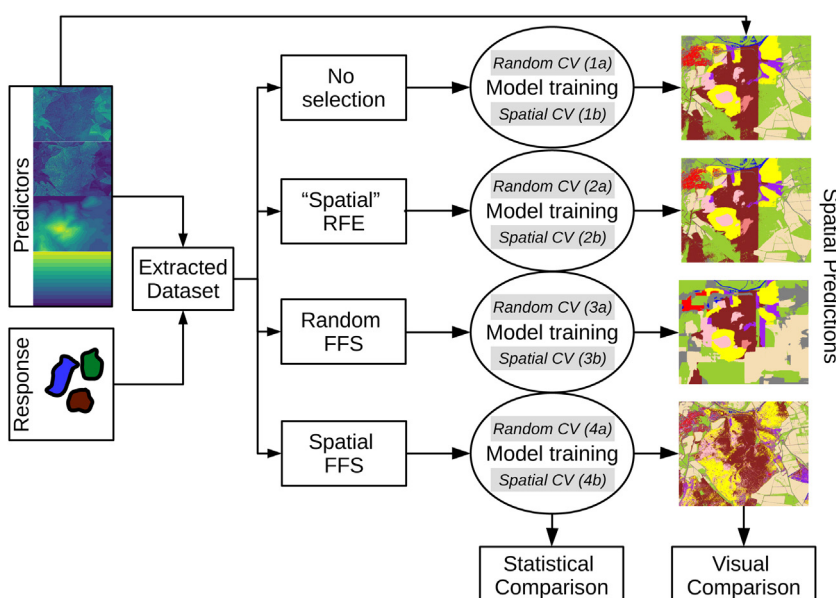 Predictors
Response
Extracted
Dataset
No
selection
Random CV (1a)
Model training
Spatial CV (1b)
“Spatial”
RFE
Random CV (2a)
Model training
Spatial CV (2b)
Random
FFS
Random CV (3a)
Model training
Spatial CV (3b)
Spatial
FFS
Random CV (4a)
Model training
Spatial CV (4b)
Spatial Predictions
Statistical
Comparison
Visual
Comparison